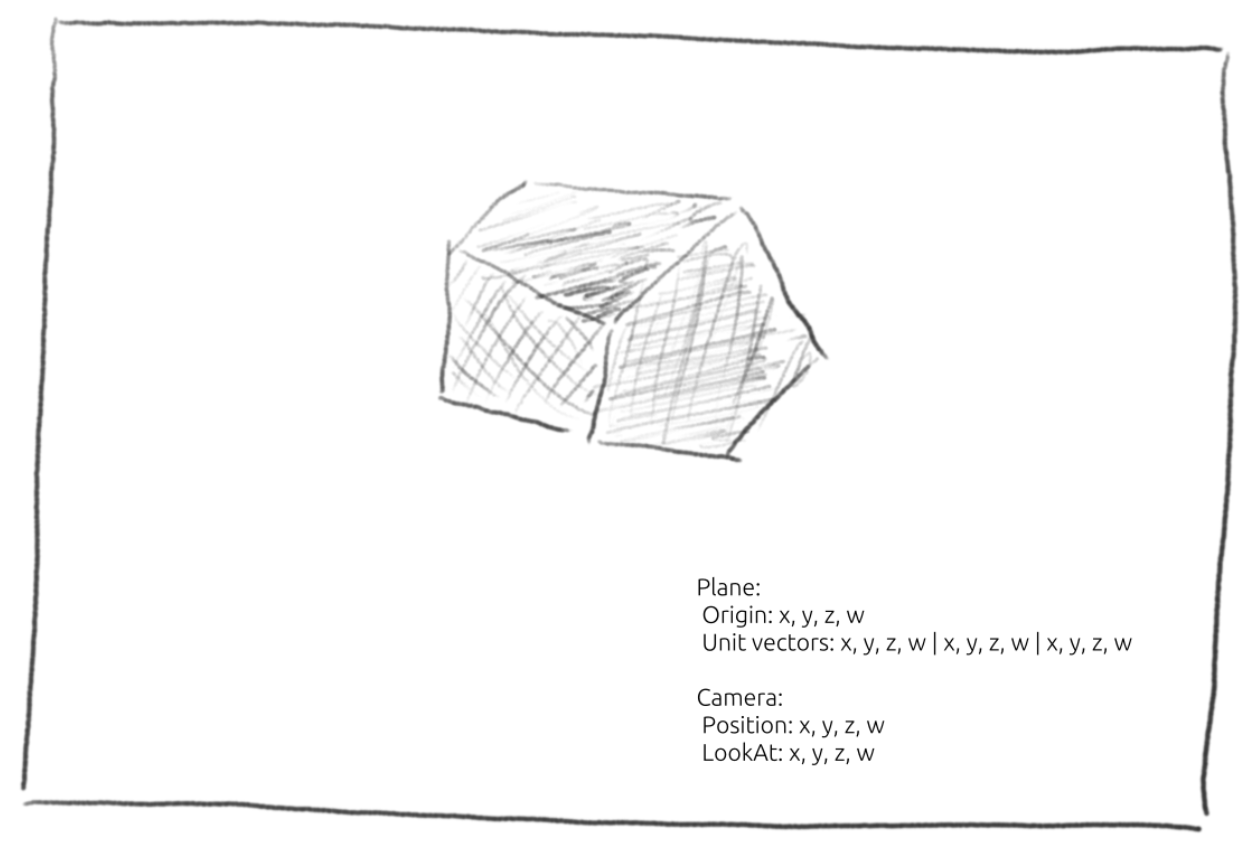 Plane:
Origin: x, y, z, w
Unit vectors: x, y, z, w | x, y, z, w | x, y, z, w
Camera:
Position: x, y, z, w
LookAt: x, y, z, w